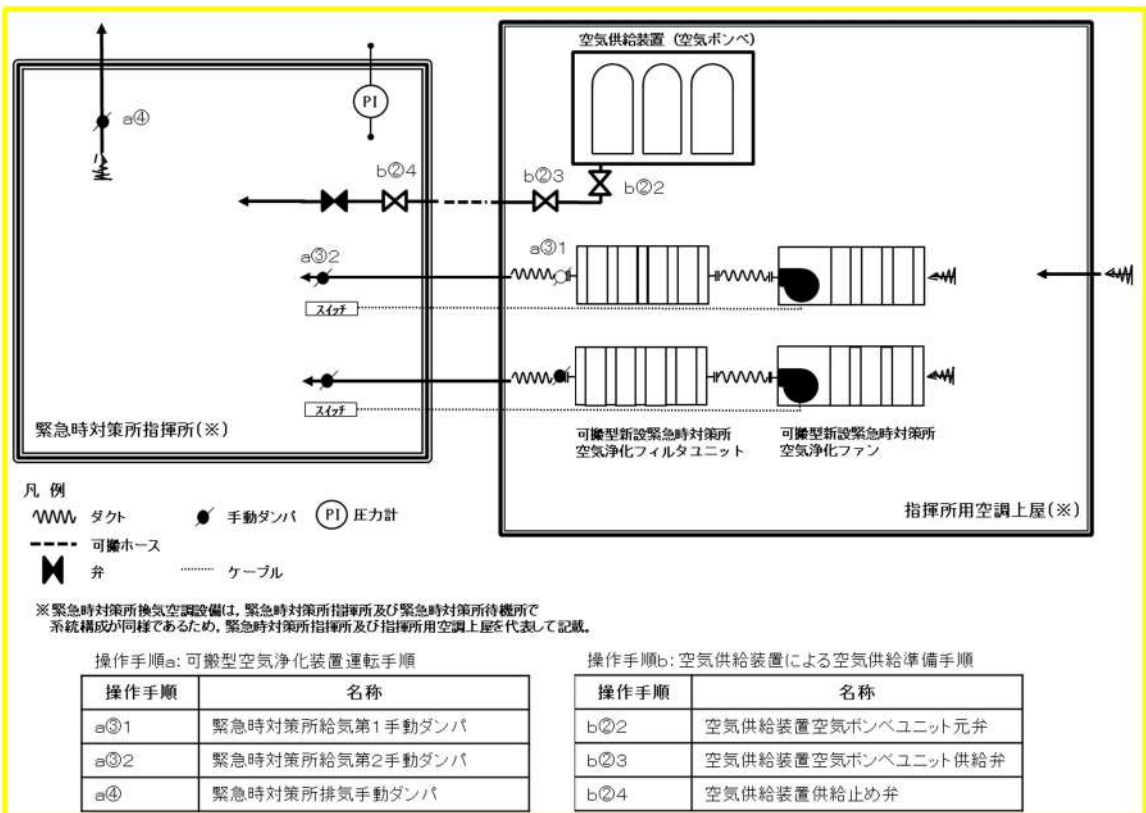 空気供給装置（空気ボンベ）
PI
a④
b②4
b②3
b②2
a③2
a③1
スイッチ
スイッチ
緊急時対策所指揮所(※)
可搬型新設緊急時対策所
空気浄化フィルタユニット
可搬型新設緊急時対策所
空気浄化ファン
指揮所用空調上屋(※)
凡 例
ダクト
手動ダンパ
PI
圧力計
可搬ホース
弁
ケーブル
※緊急時対策所換気空調設備は，緊急時対策所指揮所及び緊急時対策所待機所で
系統構成が同様であるため，緊急時対策所指揮所及び指揮所用空調上屋を代表して記載。
操作手順a：可搬型空気浄化装置運転手順
操作手順 名称
a③1 緊急時対策所給気第1手動ダンパ
a③2 緊急時対策所給気第2手動ダンパ
a④ 緊急時対策所排気手動ダンパ
操作手順b：空気供給装置による空気供給準備手順
操作手順 名称
b②2 空気供給装置空気ボンベユニット元弁
b②3 空気供給装置空気ボンベユニット供給弁
b②4 空気供給装置供給止め弁